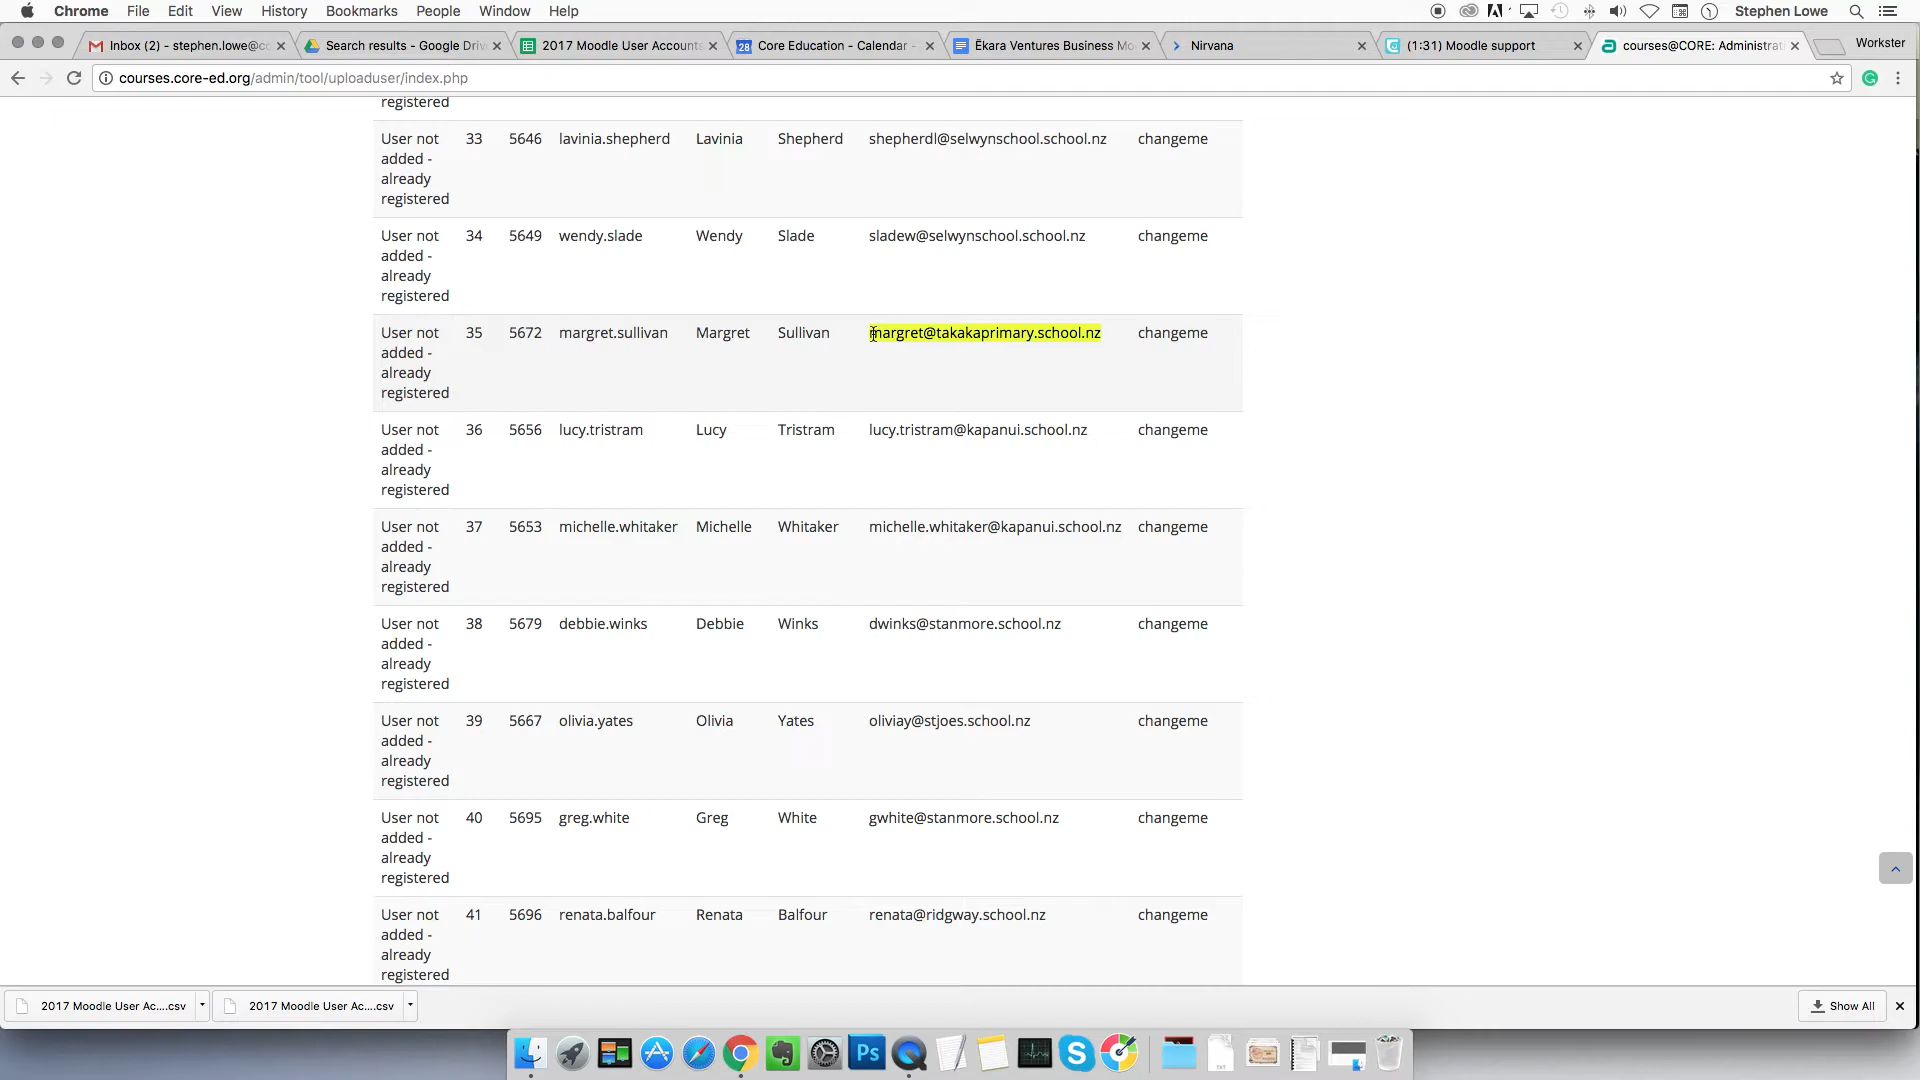 Chrome File Edit View History Bookmarks People Window Help Stephen Lowe
Inbox (2) - stephen.lowe@co
Search results - Google Driv
2017 Moodle User Accounts
28 Core Education - Calendar -
Ēkara Ventures Business Mo
Nirvana
(1:31) Moodle support
courses@CORE: Administrat
Workster
courses.core-ed.org/admin/tool/uploaduser/index.php
registered
User not 33 5646 lavinia.shepherd Lavinia Shepherd shepherdl@selwynschool.school.nz changeme
added -
already
registered
User not 34 5649 wendy.slade Wendy Slade sladew@selwynschool.school.nz changeme
added -
already
registered
User not 35 5672 margret.sullivan Margret Sullivan margret@takakaprimary.school.nz changeme
added -
already
registered
User not 36 5656 lucy.tristram Lucy Tristram lucy.tristram@kapanui.school.nz changeme
added -
already
registered
User not 37 5653 michelle.whitaker Michelle Whitaker michelle.whitaker@kapanui.school.nz changeme
added -
already
registered
User not 38 5679 debbie.winks Debbie Winks dwinks@stanmore.school.nz changeme
added -
already
registered
User not 39 5667 olivia.yates Olivia Yates oliviay@stjoes.school.nz changeme
added -
already
registered
User not 40 5695 greg.white Greg White gwhite@stanmore.school.nz changeme
added -
already
registered
User not 41 5696 renata.balfour Renata Balfour renata@ridgway.school.nz changeme
added -
already
registered
2017 Moodle User Ac....csv 2017 Moodle User Ac....csv Show All
Ps
TXT